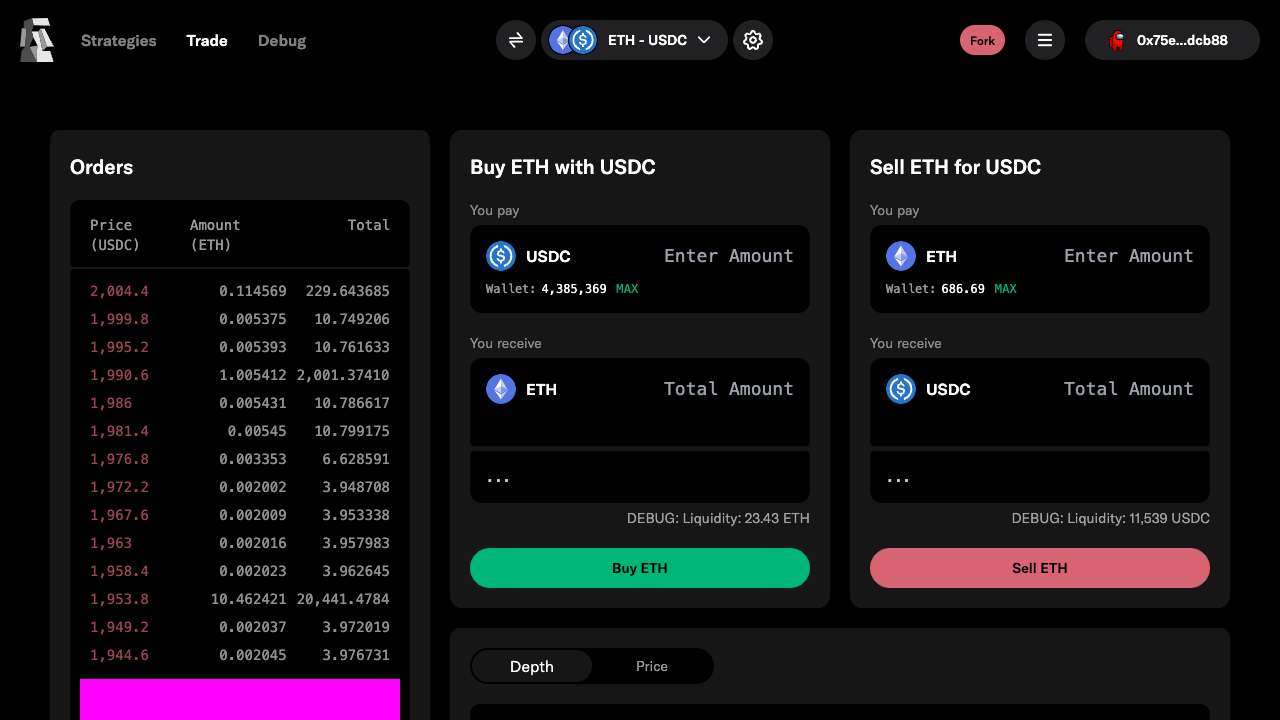 Strategies
Trade
Debug
ETH - USDC
Fork
0x75e...dcb88
Orders
Price (USDC)
Amount (ETH)
Total
2,004.4 0.114569 229.643685
1,999.8 0.005375 10.749206
1,995.2 0.005393 10.761633
1,990.6 1.005412 2,001.37410
1,986 0.005431 10.786617
1,981.4 0.00545 10.799175
1,976.8 0.003353 6.628591
1,972.2 0.002002 3.948708
1,967.6 0.002009 3.953338
1,963 0.002016 3.957983
1,958.4 0.002023 3.962645
1,953.8 10.462421 20,441.4784
1,949.2 0.002037 3.972019
1,944.6 0.002045 3.976731
Buy ETH with USDC
You pay
USDC Enter Amount
Wallet: 4,385,369 MAX
You receive
ETH Total Amount
...
DEBUG: Liquidity: 23.43 ETH
Buy ETH
Sell ETH for USDC
You pay
ETH Enter Amount
Wallet: 686.69 MAX
You receive
USDC Total Amount
...
DEBUG: Liquidity: 11,539 USDC
Sell ETH
Depth
Price